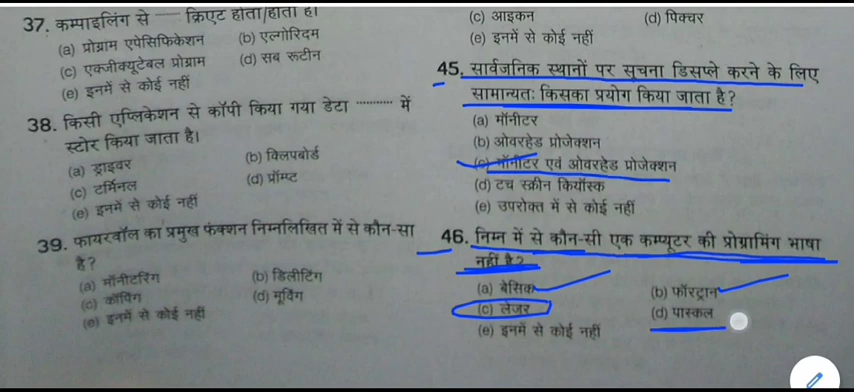 37. कम्पाइलिंग से ── क्रिएट होता/होती है।
(a) प्रोग्राम एपेसिफिकेशन (b) एल्गोरिदम
(c) एक्जीक्यूटेबल प्रोग्राम (d) सब रूटीन
(e) इनमें से कोई नहीं
38. किसी एप्लिकेशन से कॉपी किया गया डेटा ........... में
स्टोर किया जाता है।
(a) ड्राइवर (b) क्लिपबोर्ड
(c) टर्मिनल (d) प्रॉम्प्ट
(e) इनमें से कोई नहीं
39. फायरवॉल का प्रमुख फंक्शन निम्नलिखित में से कौन-सा
है?
(a) मॉनीटरिंग (b) डिलीटिंग
(c) कॉपिंग (d) मूविंग
(e) इनमें से कोई नहीं
(c) आइकन (d) पिक्चर
(e) इनमें से कोई नहीं
45. सार्वजनिक स्थानों पर सूचना डिसप्ले करने के लिए
सामान्यतः किसका प्रयोग किया जाता है?
(a) मॉनीटर
(b) ओवरहेड प्रोजेक्शन
(c) मॉनीटर एवं ओवरहेड प्रोजेक्शन
(d) टच स्क्रीन कियॉस्क
(e) उपरोक्त में से कोई नहीं
46. निम्न में से कौन-सी एक कम्प्यूटर की प्रोग्रामिंग भाषा
नहीं है?
(a) बेसिक (b) फॉरट्रान
(c) लेजर (d) पास्कल
(e) इनमें से कोई नहीं